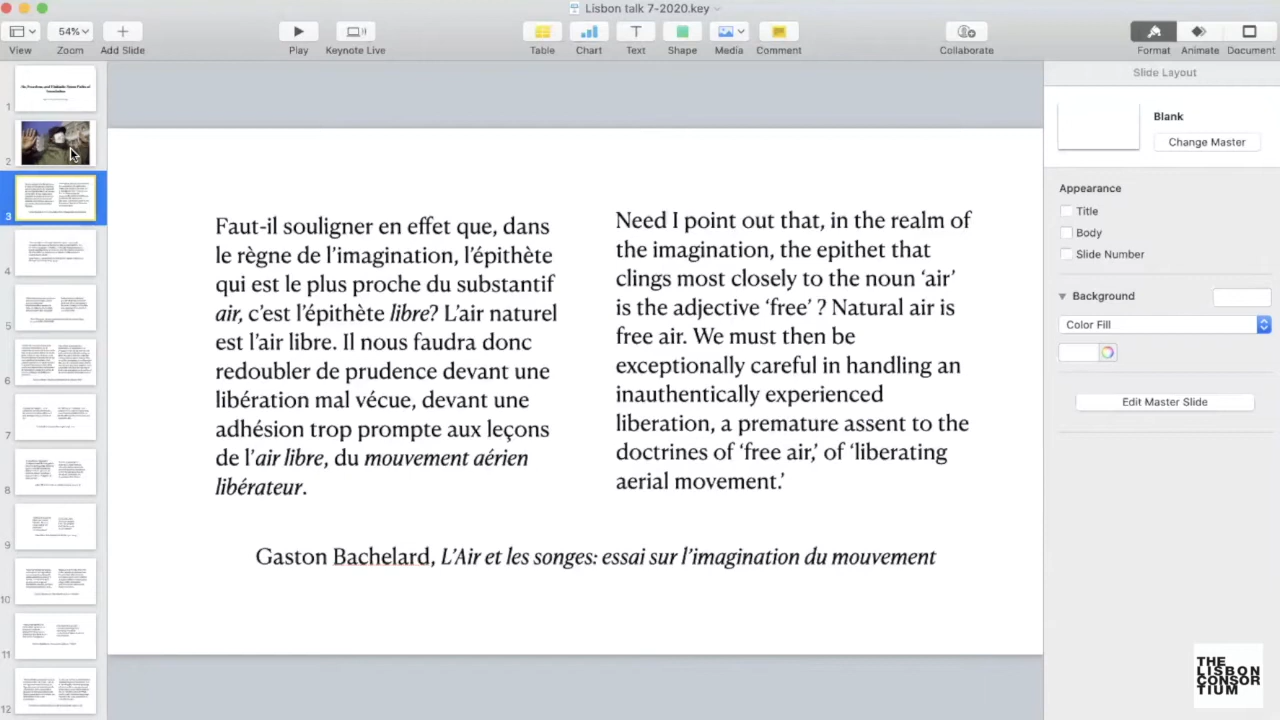 Lisbon talk 7-2020.key
54%
View
Zoom
Add Slide
Play
Keynote Live
Table
Chart
Text
Shape
Media
Comment
Collaborate
Format
Animate
Document
1
2
3
4
5
6
7
8
9
10
11
12
Faut-il souligner en effet que, dans
le règne de l'imagination, l'épithète
qui est le plus proche du substantif
air, c'est l'épithète libre? L'air naturel
est l'air libre. Il nous faudra donc
redoubler de prudence devant une
libération mal vécue, devant une
adhésion trop prompte aux leçons
de l'air libre, du mouvement aérien
libérateur.
Need I point out that, in the realm of
the imagination, the epithet that
clings most closely to the noun ‘air’
is the adjective ‘free’ ? Natural air is
free air. We must then be
exceptionally careful in handling an
inauthentically experienced
liberation, a premature assent to the
doctrines of ‘free air,’ of ‘liberating
aerial movement.’
Gaston Bachelard, L'Air et les songes: essai sur l'imagination du mouvement
Slide Layout
Blank
Change Master
Appearance
Title
Body
Slide Number
Background
Color Fill
Edit Master Slide
THE
LISBON
CONSOR
TIUM